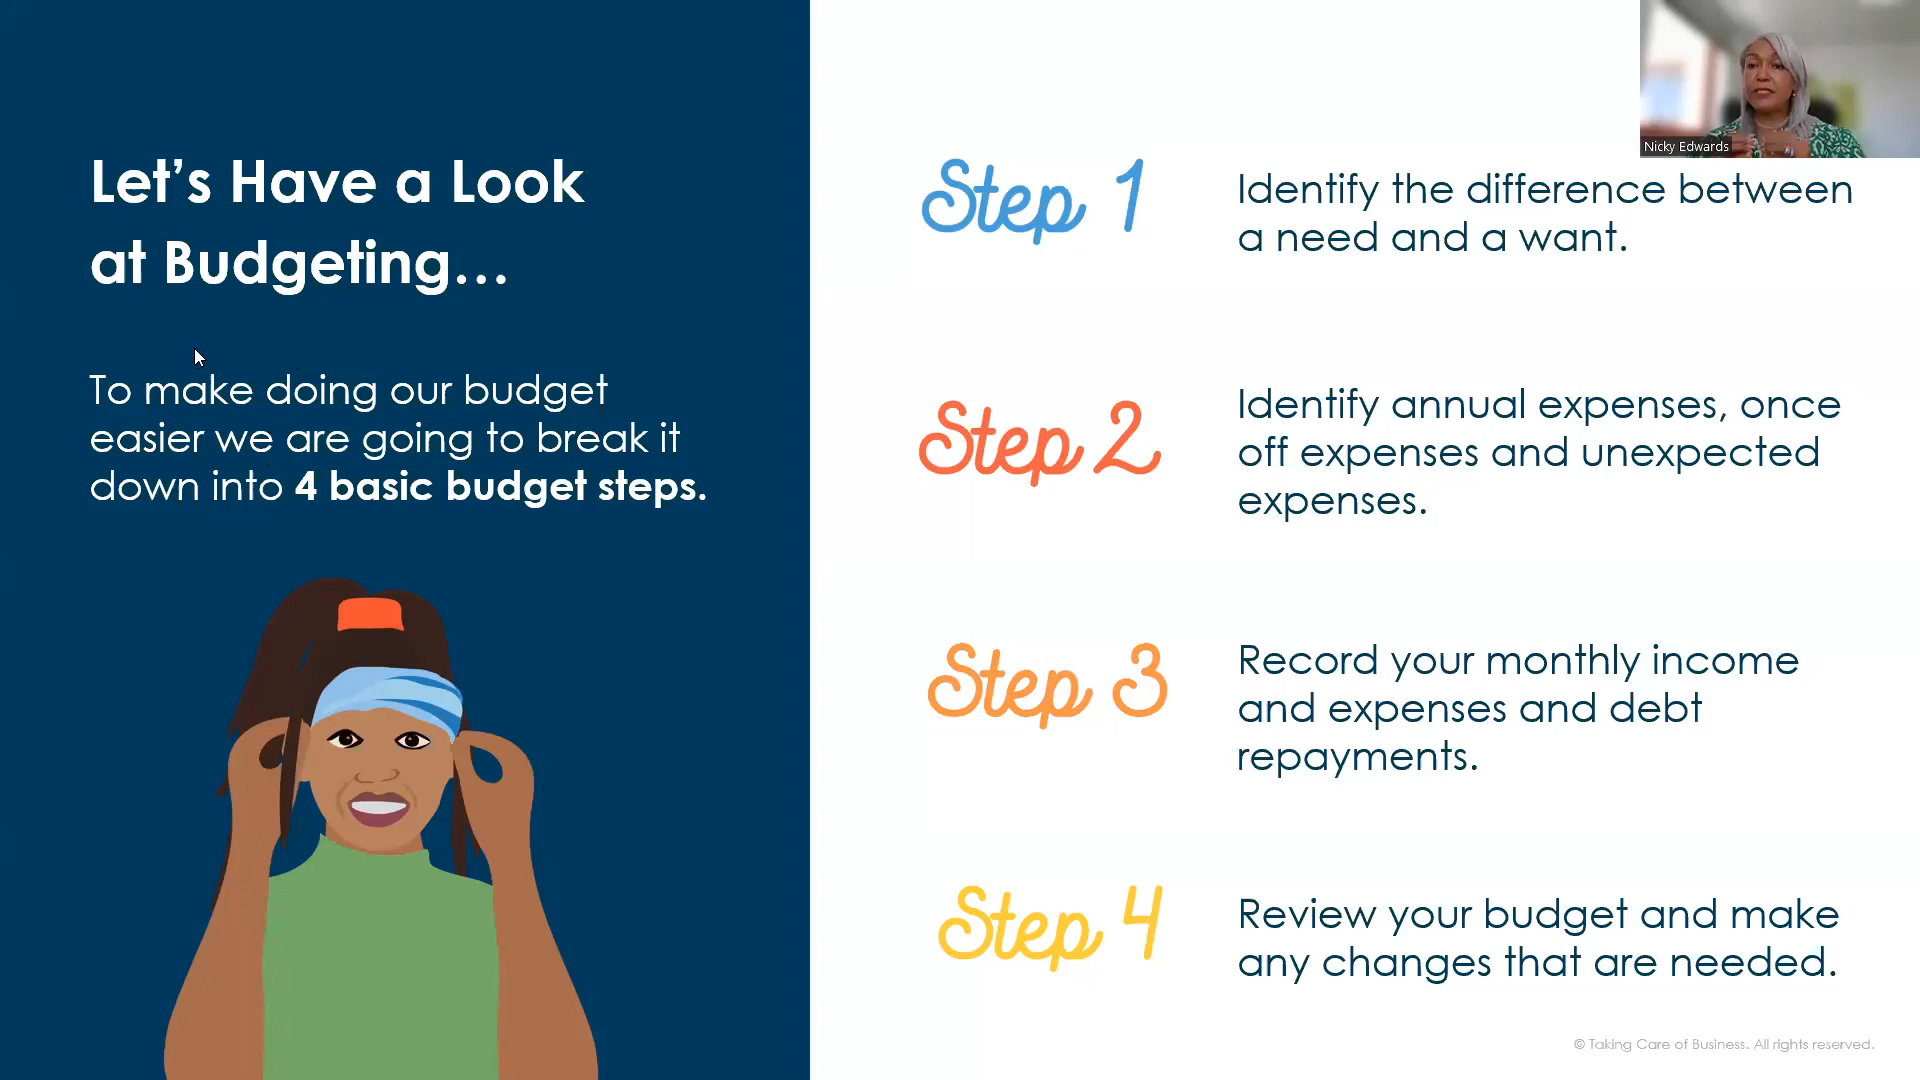 Let’s Have a Look
at Budgeting…
To make doing our budget
easier we are going to break it
down into 4 basic budget steps.
Nicky Edwards
Step 1
Identify the difference between
a need and a want.
Step 2
Identify annual expenses, once
off expenses and unexpected
expenses.
Step 3
Record your monthly income
and expenses and debt
repayments.
Step 4
Review your budget and make
any changes that are needed.
© Taking Care of Business. All rights reserved.